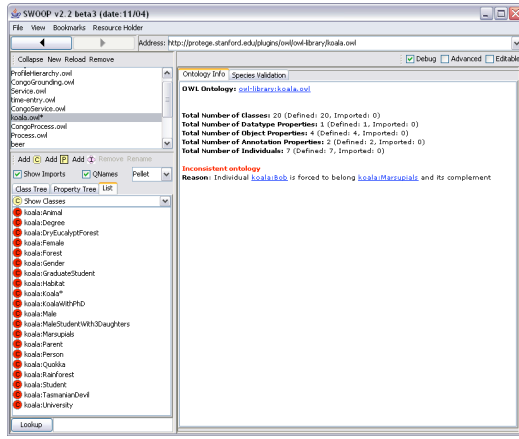 SWOOP v2.2 beta3 (date:11/04)
File View Bookmarks Resource Holder
Address: http://protege.stanford.edu/plugins/owl/owl-library/koala.owl
Collapse New Reload Remove
Debug Advanced Editable
ProfileHierarchy.owl
CongoGrounding.owl
Service.owl
time-entry.owl
CongoService.owl
koala.owl*
CongoProcess.owl
Process.owl
beer
Add C Add P Add I Remove Rename
Show Imports QNames Pellet
Class Tree Property Tree List
C Show Classes
C koala:Animal
C koala:Degree
C koala:DryEucalyptForest
C koala:Female
C koala:Forest
C koala:Gender
C koala:GraduateStudent
C koala:Habitat
C koala:Koala*
C koala:KoalaWithPhD
C koala:Male
C koala:MaleStudentWith3Daughters
C koala:Marsupials
C koala:Parent
C koala:Person
C koala:Quokka
C koala:Rainforest
C koala:Student
C koala:TasmanianDevil
C koala:University
Lookup
Ontology Info Species Validation
OWL Ontology: owl-library:koala.owl
Total Number of Classes: 20 (Defined: 20, Imported: 0)
Total Number of Datatype Properties: 1 (Defined: 1, Imported: 0)
Total Number of Object Properties: 4 (Defined: 4, Imported: 0)
Total Number of Annotation Properties: 2 (Defined: 2, Imported: 0)
Total Number of Individuals: 7 (Defined: 7, Imported: 0)
Inconsistent ontology
Reason: Individual koala:Bob is forced to belong koala:Marsupials and its complement